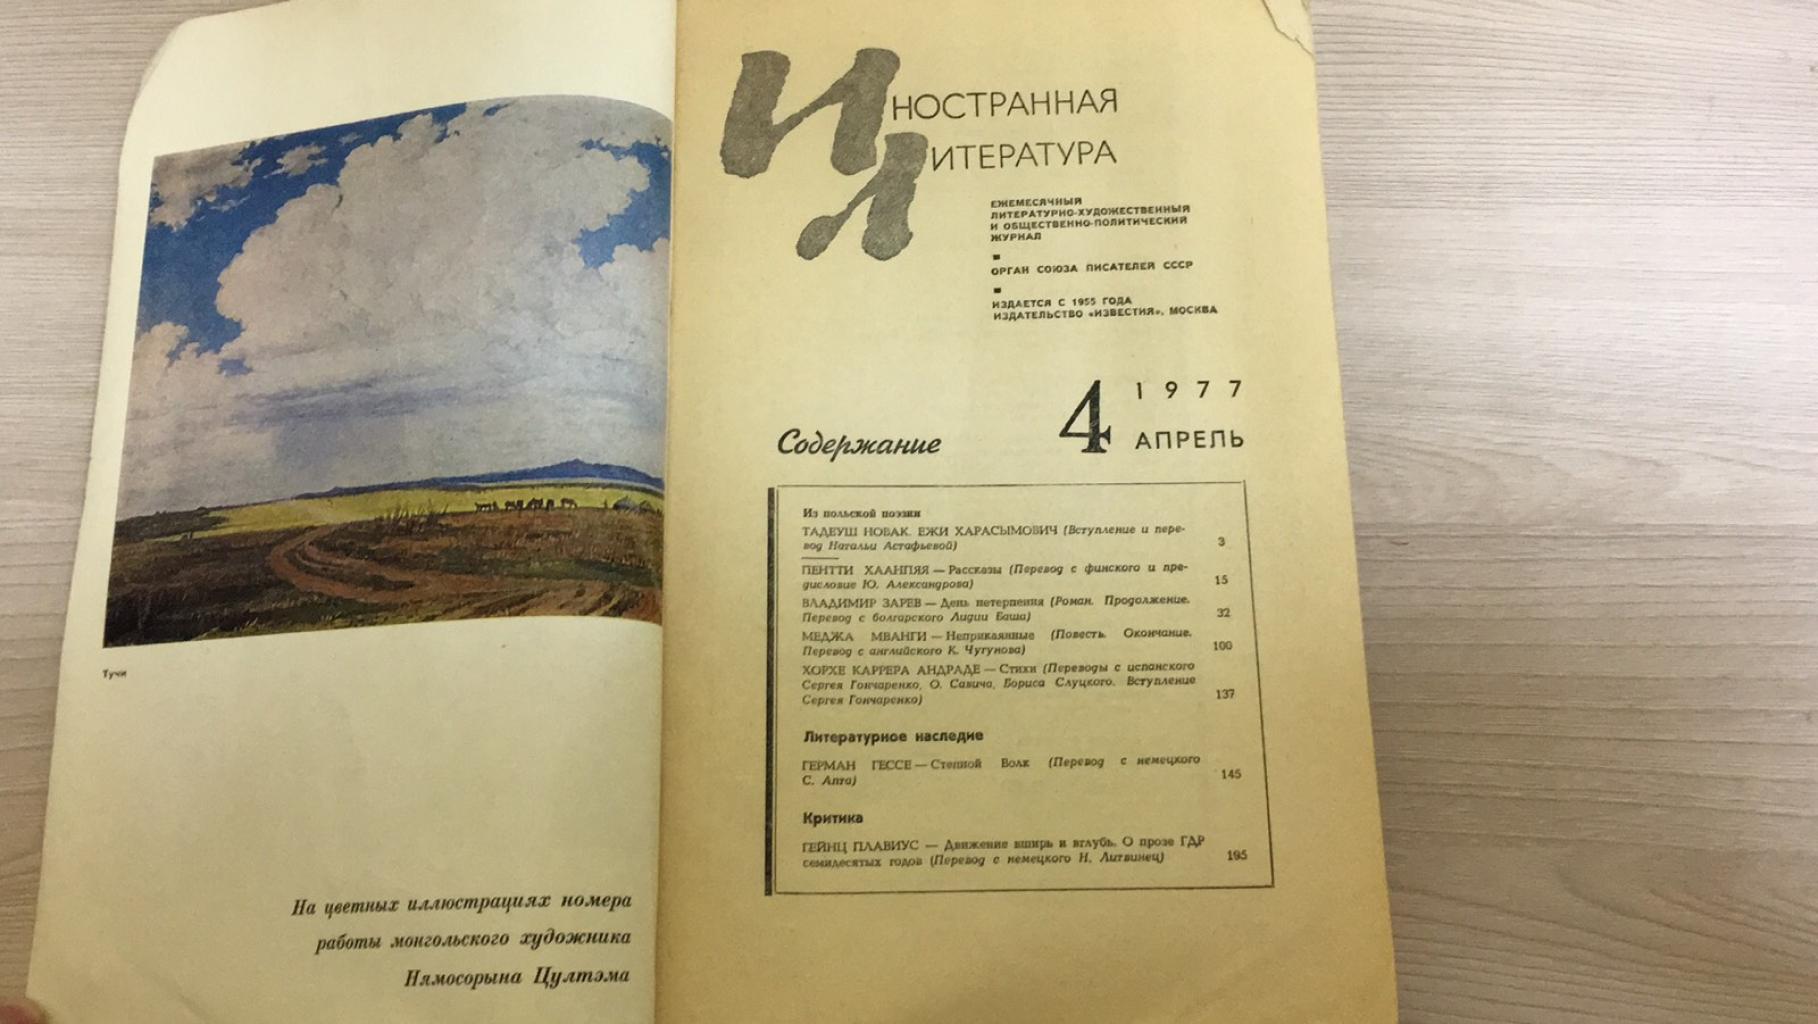 Тучи
На цветных иллюстрациях номера
работы монгольского художника
Нямосорына Цултэма
ИНОСТРАННАЯ
ЛИТЕРАТУРА
ЕЖЕМЕСЯЧНЫЙ
ЛИТЕРАТУРНО-ХУДОЖЕСТВЕННЫЙ
И ОБЩЕСТВЕННО-ПОЛИТИЧЕСКИЙ
ЖУРНАЛ
ОРГАН СОЮЗА ПИСАТЕЛЕЙ СССР
ИЗДАЕТСЯ С 1955 ГОДА
ИЗДАТЕЛЬСТВО «ИЗВЕСТИЯ», МОСКВА
4 1977
АПРЕЛЬ
Содержание
Из польской поэзии
ТАДЕУШ НОВАК. ЕЖИ ХАРАСЫМОВИЧ (Вступление и пере-
вод Натальи Астафьевой) 3
ПЕНТТИ ХААНПЯЯ — Рассказы (Перевод с финского и пре-
дисловие Ю. Александрова) 15
ВЛАДИМИР ЗАРЕВ — День нетерпения (Роман. Продолжение.
Перевод с болгарского Лидии Баша) 32
МЕДЖА МВАНГИ — Неприкаянные (Повесть. Окончание.
Перевод с английского К. Чугунова) 100
ХОРХЕ КАРРЕРА АНДРАДЕ — Стихи (Переводы с испанского
Сергея Гончаренко, О. Савича, Бориса Слуцкого. Вступление
Сергея Гончаренко) 137
Литературное наследие
ГЕРМАН ГЕССЕ — Степной Волк (Перевод с немецкого
С. Апта) 145
Критика
ГЕЙНЦ ПЛАВИУС — Движение вширь и вглубь. О прозе ГДР
семидесятых годов (Перевод с немецкого Н. Литвинец) 195